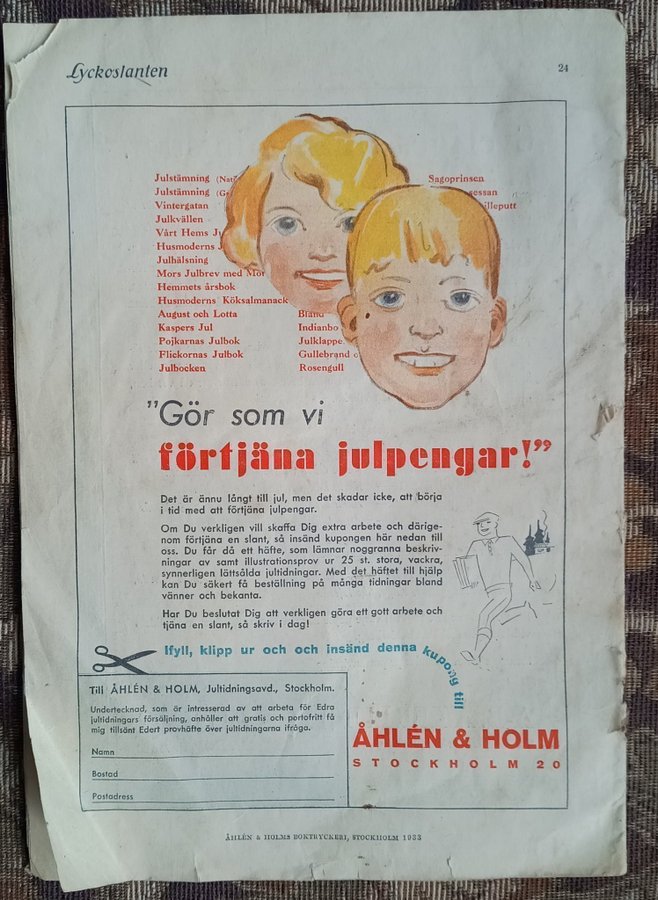 Lyckoslanten
24
Julstämning
Julstämning
Vintergatan
Julkvällen
Vårt Hems
Husmoderns
Julhälsning
Mors Julbrev med
Hemmets årsbok
Husmoderns Köksalmanack
August och Lotta
Kaspers Jul
Pojkarnas Julbok
Flickornas Julbok
Julbocken
Bland
Indianbo
Julklappe
Gullebrand o
Rosengull
Sagoprinsen
sessan
illeputt
"Gör som vi
förtjäna julpengar!"
Det är ännu långt till jul, men det skadar icke, att börja
i tid med att förtjäna julpengar.
Om Du verkligen vill skaffa Dig extra arbete och därige-
nom förtjäna en slant, så insänd kupongen här nedan till
oss. Du får då ett häfte, som lämnar noggranna beskriv-
ningar av samt illustrationsprov ur 25 st. stora, vackra,
synnerligen lättsålda jultidningar. Med det häftet till hjälp
kan Du säkert få beställning på många tidningar bland
vänner och bekanta.
Har Du beslutat Dig att verkligen göra ett gott arbete och
tjäna en slant, så skriv i dag!
Ifyll, klipp ur och och insänd denna kupong till
Till ÅHLÉN & HOLM, Jultidningsavd., Stockholm.
Undertecknad, som är intresserad av att arbeta för Edra
jultidningars försäljning, anhåller att gratis och portofritt få
mig tillsänt Edert provhäfte över jultidningarna ifråga.
Namn
Bostad
Postadress
ÅHLÉN & HOLM
STOCKHOLM 20
ÅHLÉN & HOLMS BOKTRYCKERI, STOCKHOLM 1933